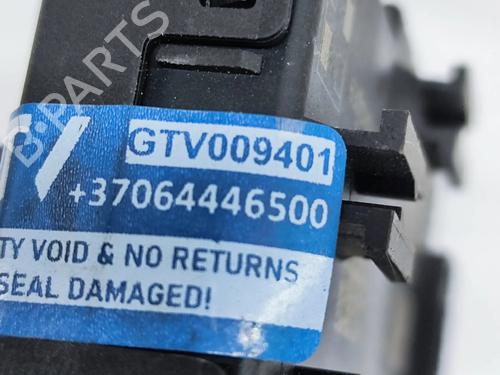 GTV009401
+37064446500
TY VOID & NO RETURNS
SEAL DAMAGED!
B-PARTS